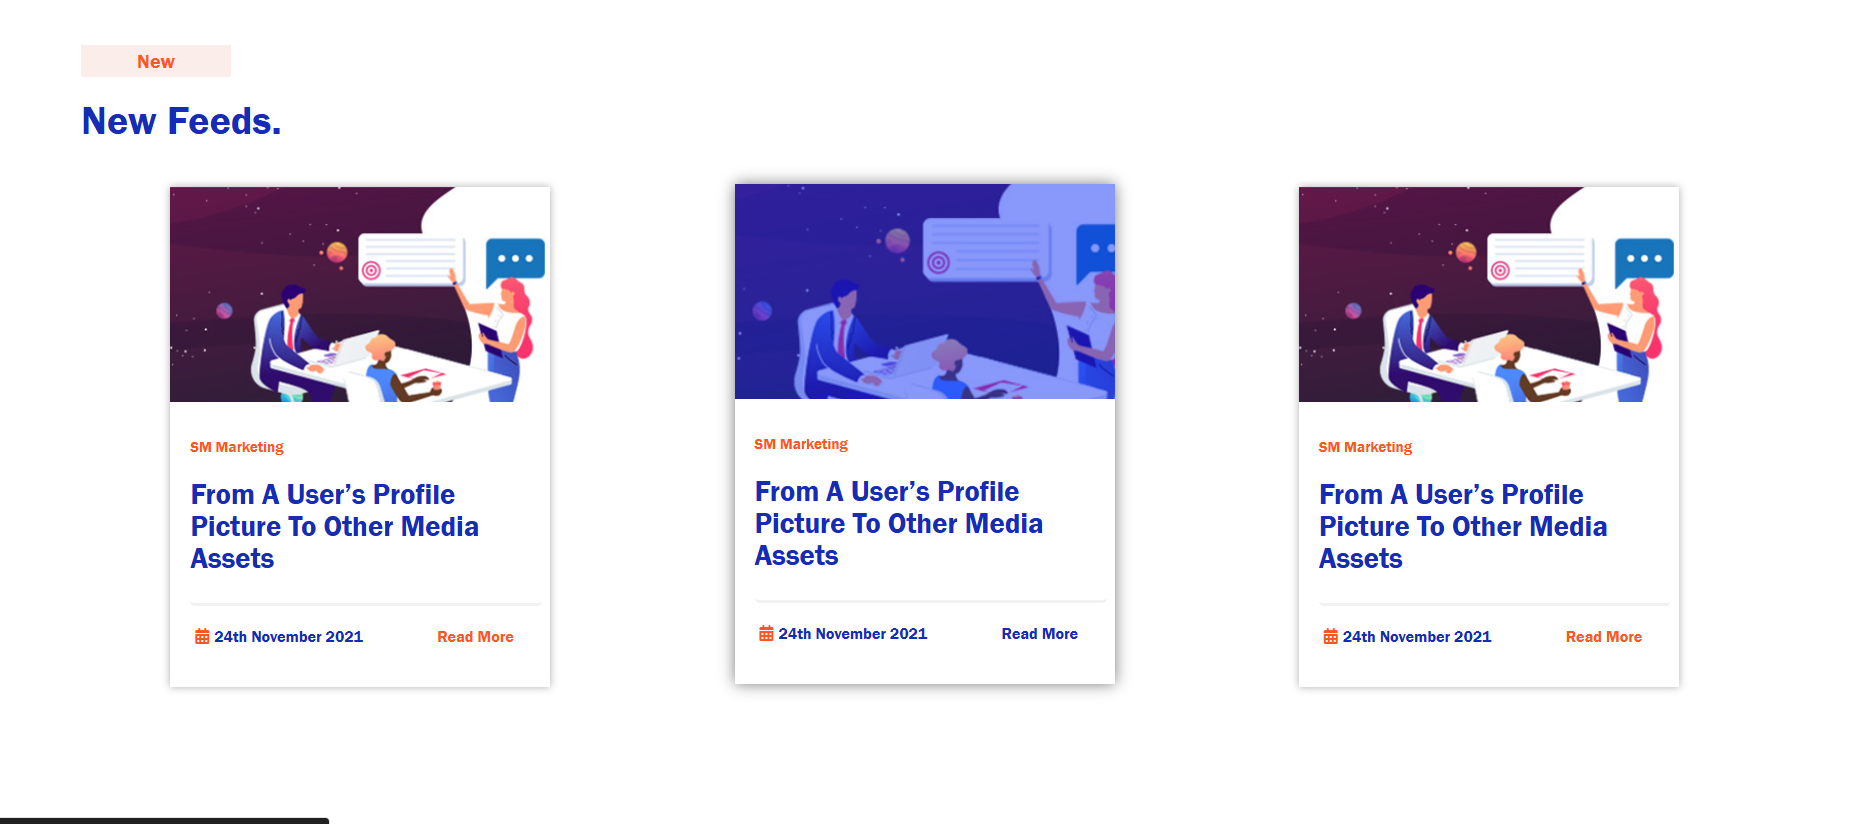 New
New Feeds.
SM Marketing
From A User’s Profile
Picture To Other Media
Assets
24th November 2021 Read More
SM Marketing
From A User’s Profile
Picture To Other Media
Assets
24th November 2021 Read More
SM Marketing
From A User’s Profile
Picture To Other Media
Assets
24th November 2021 Read More